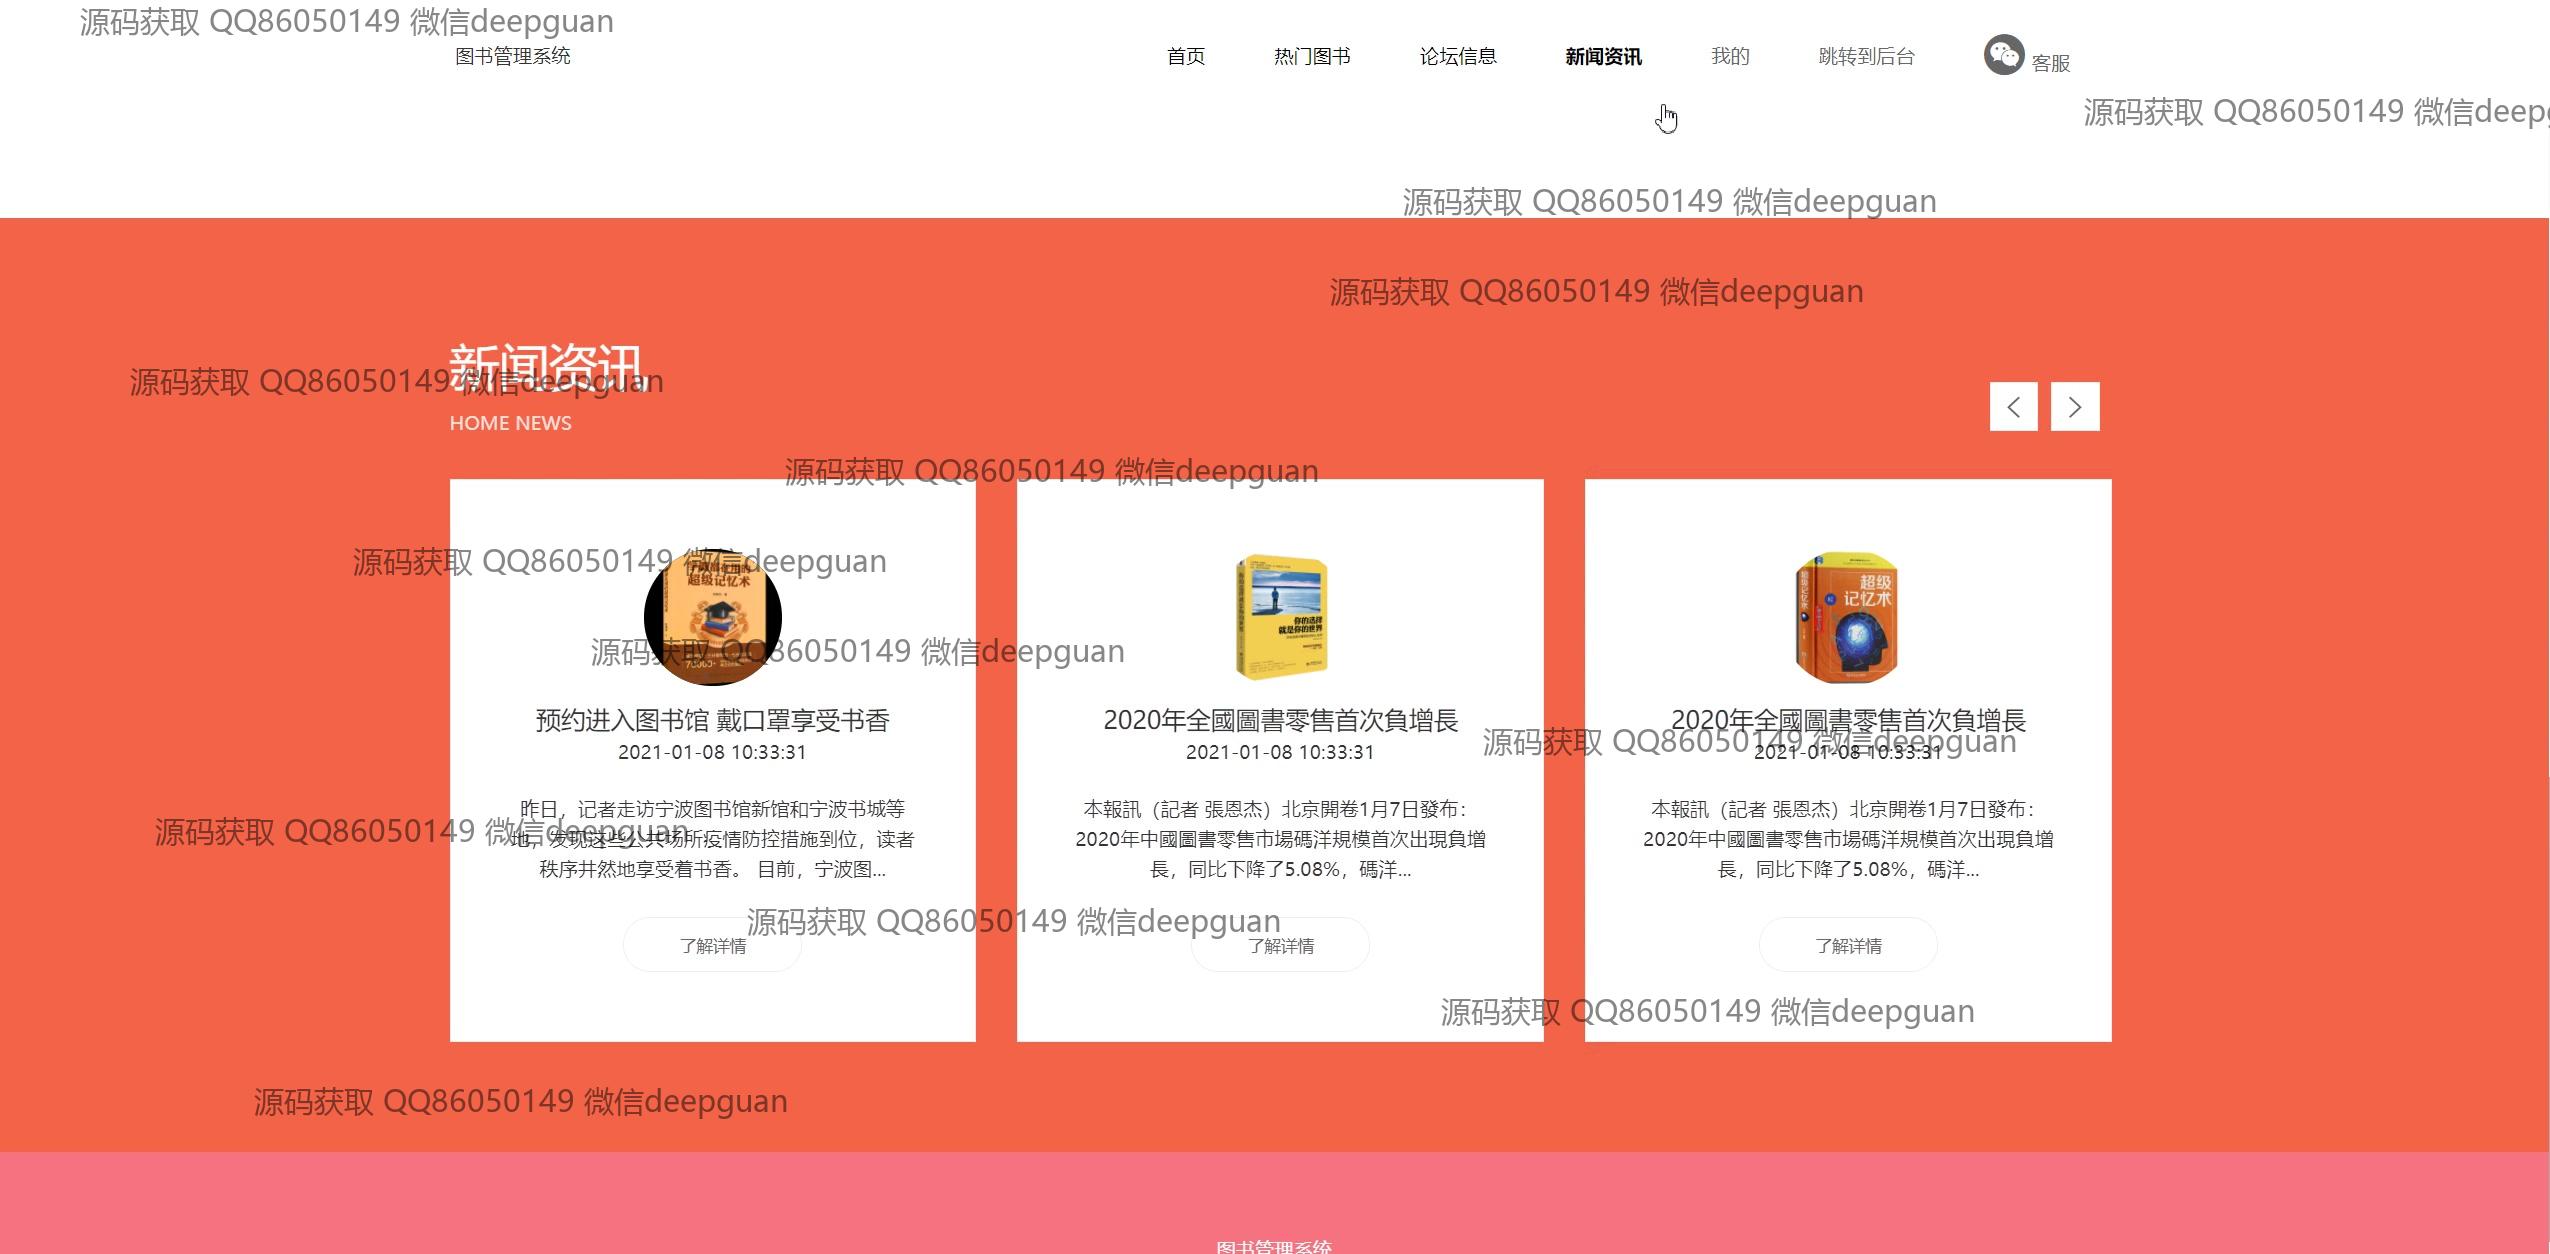 源码获取 QQ86050149 微信deepguan
图书管理系统
首页
热门图书
论坛信息
新闻资讯
我的
跳转到后台
客服
源码获取 QQ86050149 微信deepg
源码获取 QQ86050149 微信deepguan
源码获取 QQ86050149 微信deepguan
新闻资讯
源码获取 QQ86050149 微信deepguan
HOME NEWS
源码获取 QQ86050149 微信deepguan
源码获取 QQ86050149 微信deepguan
超级记忆术
70000+
源码获取 QQ86050149 微信deepguan
预约进入图书馆 戴口罩享受书香
2021-01-08 10:33:31
昨日，记者走访宁波图书馆新馆和宁波书城等
地，发现这些公共场所疫情防控措施到位，读者
秩序井然地享受着书香。 目前，宁波图...
了解详情
你的选择
就是你的世界
2020年全國圖書零售首次負增長
2021-01-08 10:33:31
本報訊（記者 張恩杰）北京開卷1月7日發布：
2020年中國圖書零售市場碼洋規模首次出現負增
長，同比下降了5.08%，碼洋...
了解详情
超级
记忆术
超级记忆术
2020年全國圖書零售首次負增長
源码获取 QQ86050149 微信deepguan
2021-01-08 10:33:31
本報訊（記者 張恩杰）北京開卷1月7日發布：
2020年中國圖書零售市場碼洋規模首次出現負增
長，同比下降了5.08%，碼洋...
了解详情
源码获取 QQ86050149 微信deepguan
源码获取 QQ86050149 微信deepguan
源码获取 QQ86050149 微信deepguan
源码获取 QQ86050149 微信deepguan
图书管理系统